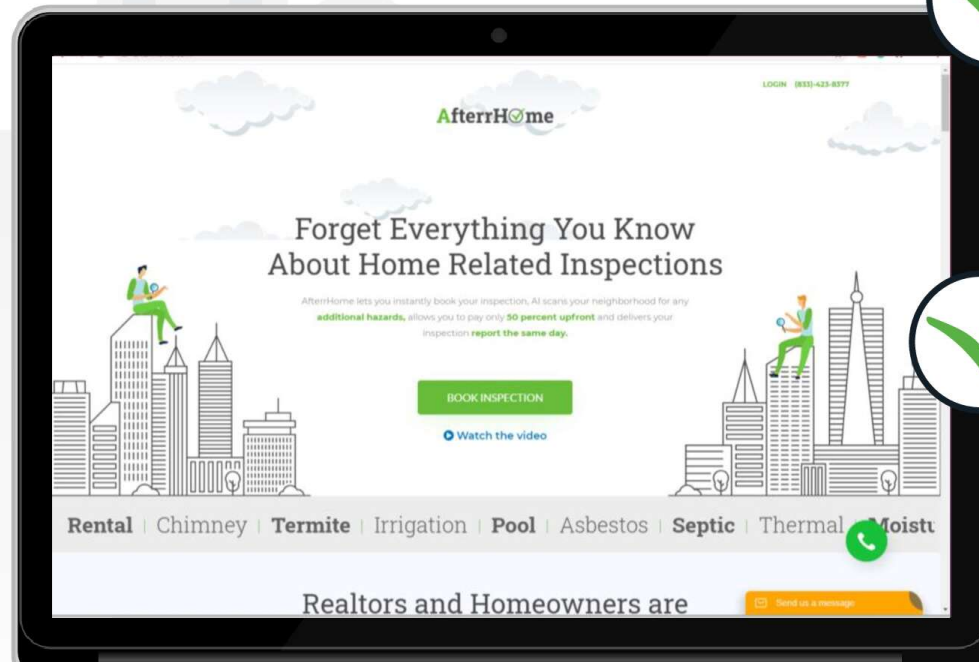 LOGIN (833)-423-8377
AfterrHome
Forget Everything You Know
About Home Related Inspections
AfterrHome lets you instantly book your inspection, AI scans your neighborhood for any
additional hazards, allows you to pay only 50 percent upfront and delivers your
inspection report the same day.
BOOK INSPECTION
Watch the video
Rental | Chimney | Termite | Irrigation | Pool | Asbestos | Septic | Thermal Moistu
Realtors and Homeowners are
Send us a message